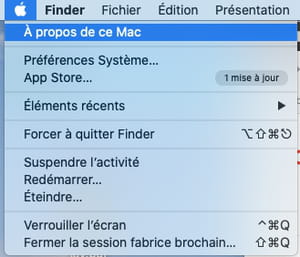 Finder Fichier Édition Présentation
À propos de ce Mac
Préférences Système...
App Store... 1 mise à jour
Éléments récents ▶
Forcer à quitter Finder ⌥⇧⌘⎋
Suspendre l’activité
Redémarrer...
Éteindre...
Verrouiller l’écran ^⌘Q
Fermer la session fabrice brochain... ⇧⌘Q